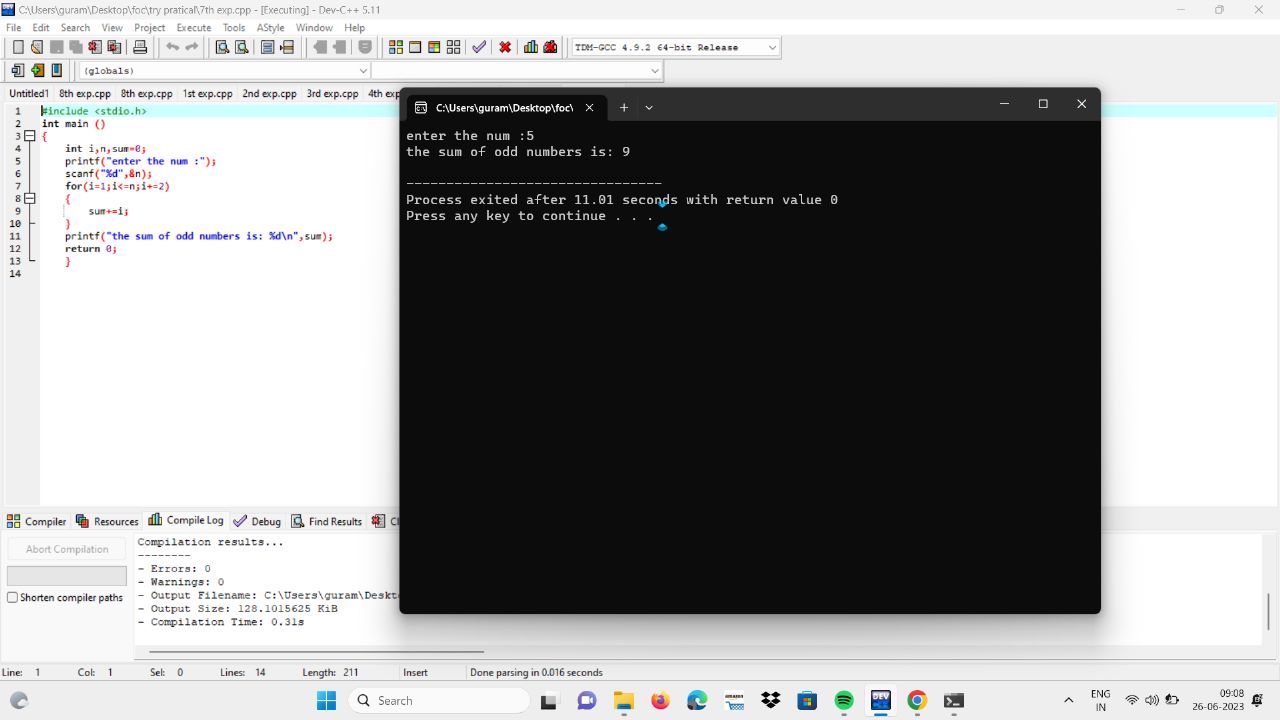 C:\Users\guram\Desktop\foc\try pratical\7th exp.cpp - [Executing] - Dev-C++ 5.11
File Edit Search View Project Execute Tools AStyle Window Help
TDM-GCC 4.9.2 64-bit Release
(globals)
Untitled1 8th exp.cpp 8th exp.cpp 1st exp.cpp 2nd exp.cpp 3rd exp.cpp 4th exp
1 #include <stdio.h>
2 int main ()
3 {
4 int i,n,sum=0;
5 printf("enter the num :");
6 scanf("%d",&n);
7 for(i=1;i<=n;i+=2)
8 {
9 sum+=i;
10 }
11 printf("the sum of odd numbers is: %d\n",sum);
12 return 0;
13 }
14
C:\Users\guram\Desktop\foc\
enter the num :5
the sum of odd numbers is: 9
--------------------------------
Process exited after 11.01 seconds with return value 0
Press any key to continue . . .
Compiler Resources Compile Log Debug Find Results Cl
Abort Compilation
Shorten compiler paths
Compilation results...
--------
- Errors: 0
- Warnings: 0
- Output Filename: C:\Users\guram\Deskto
- Output Size: 128.1015625 KiB
- Compilation Time: 0.31s
Line: 1 Col: 1 Sel: 0 Lines: 14 Length: 211 Insert Done parsing in 0.016 seconds
Search
amazon
DEV
ENG
IN
09:08
26-06-2023